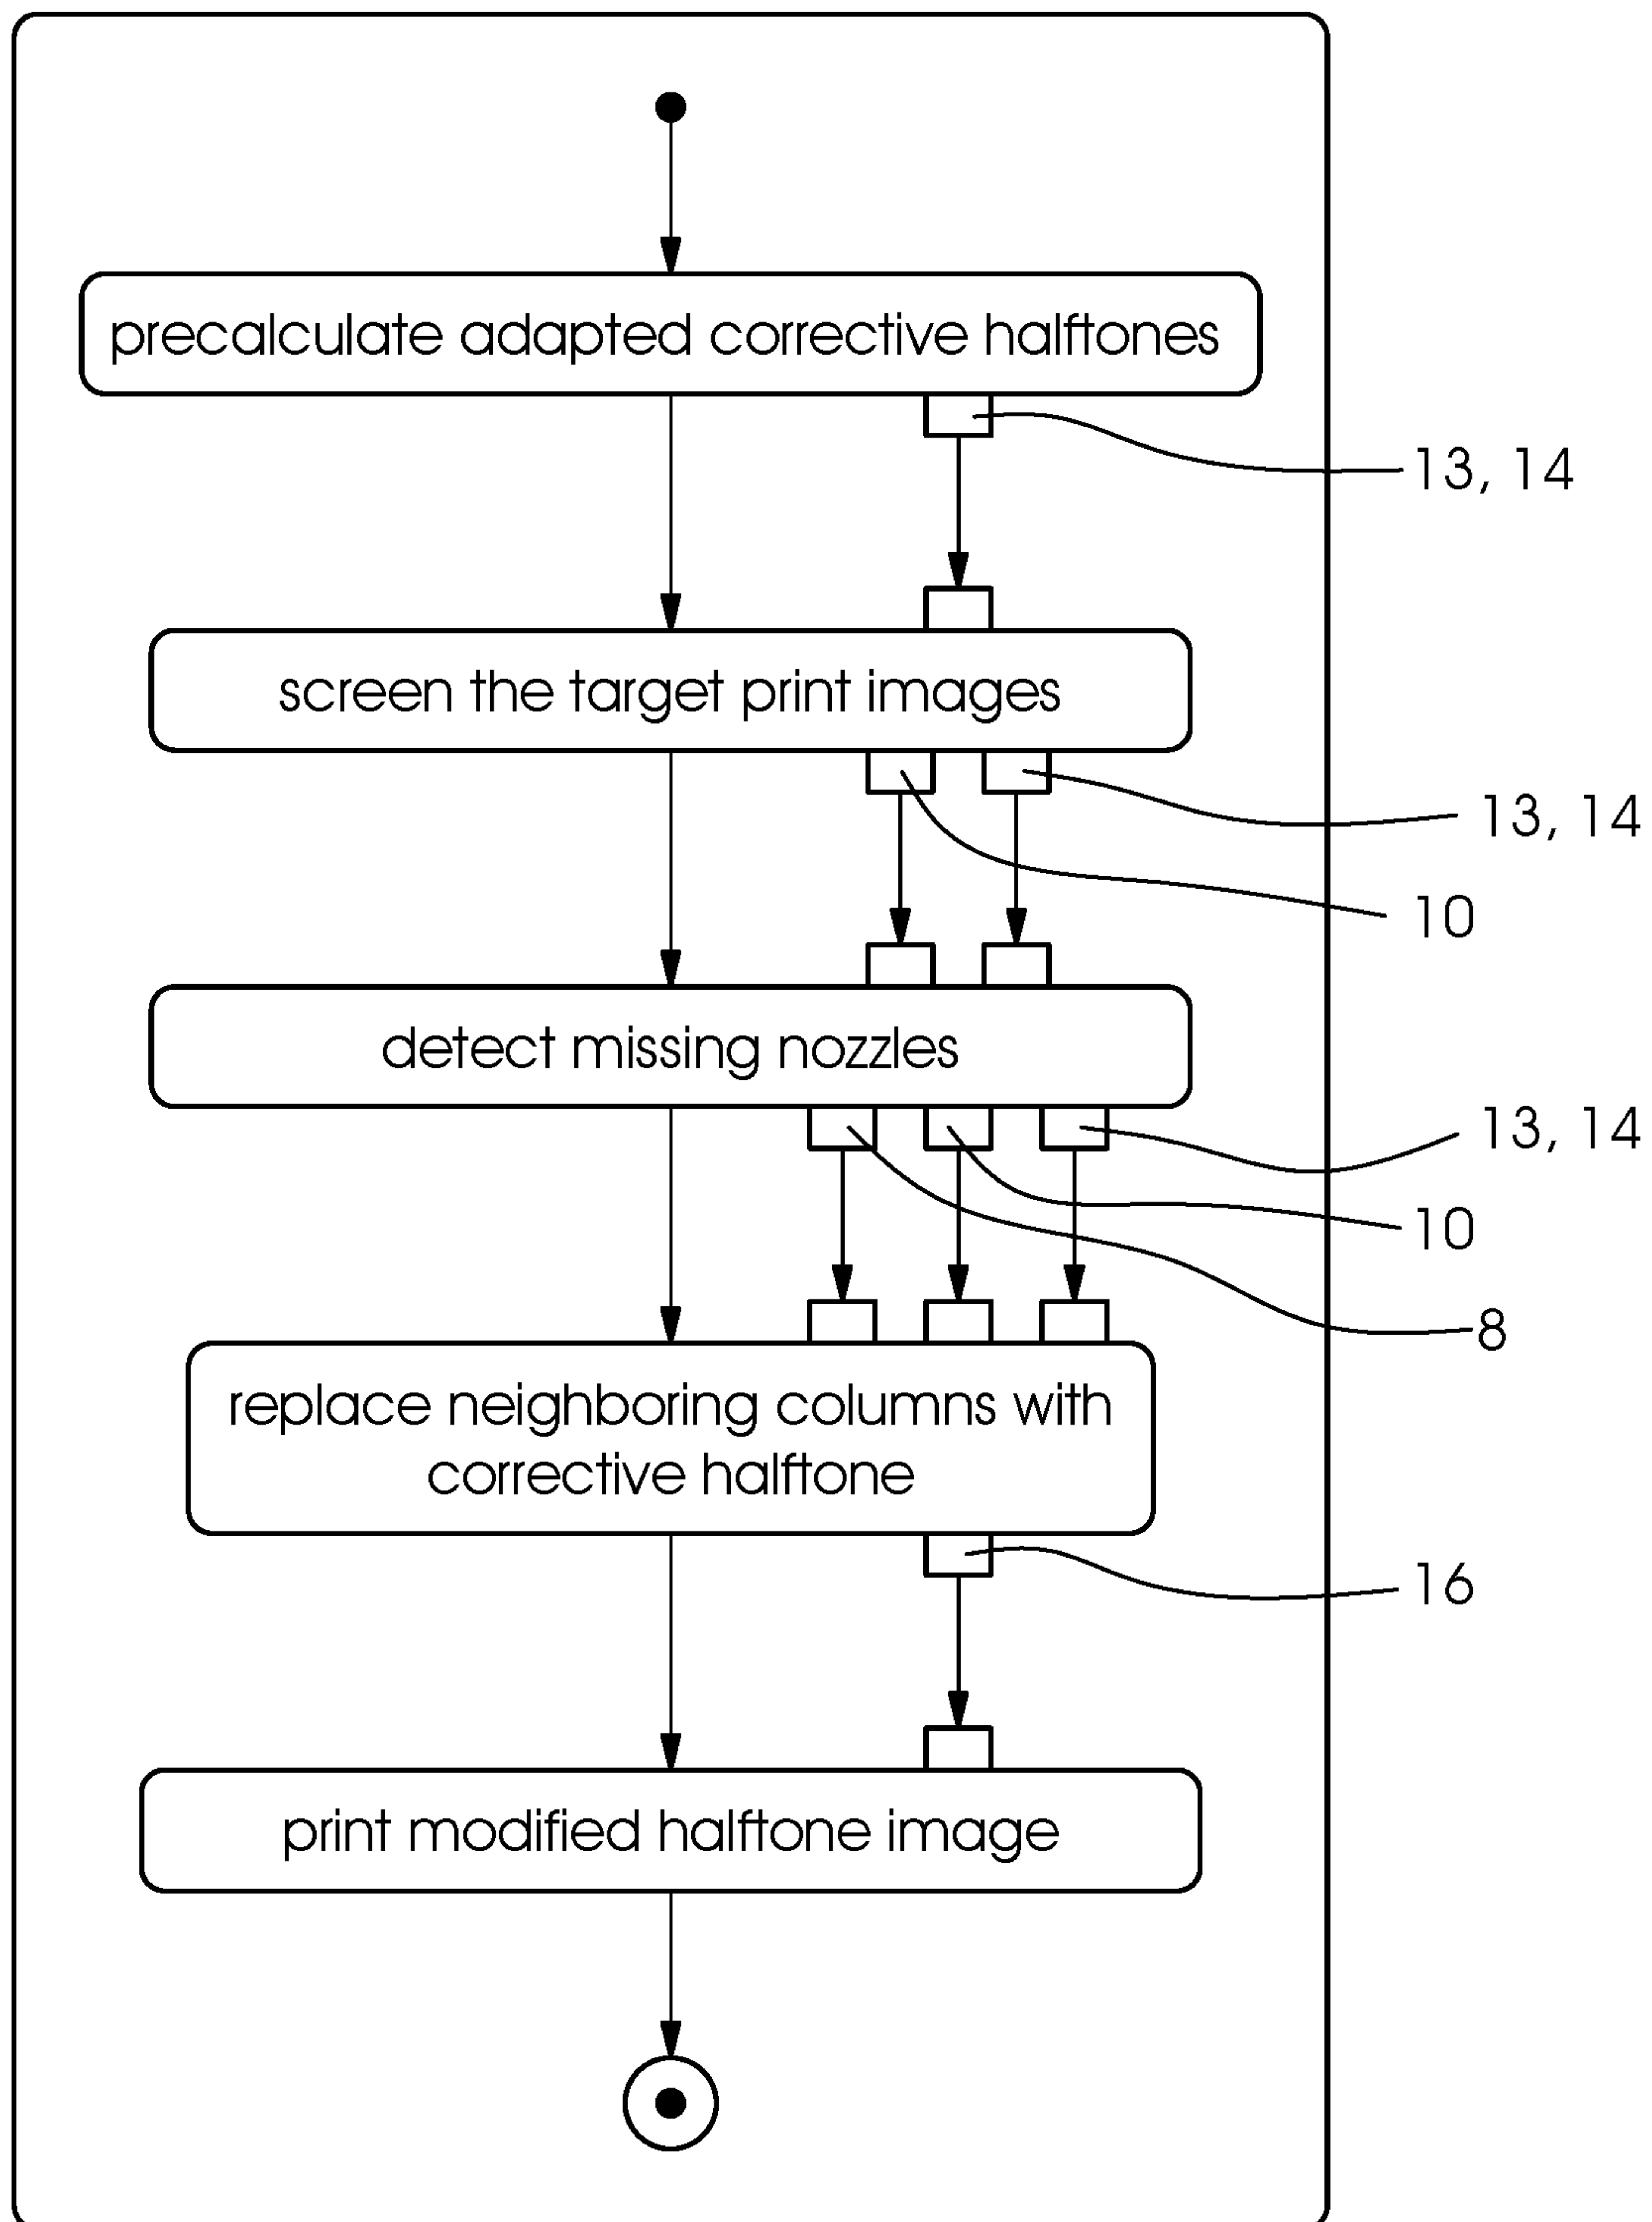 precalculate adapted corrective halftones
13, 14
screen the target print images
13, 14
10
detect missing nozzles
13, 14
10
8
replace neighboring columns with
corrective halftone
16
print modified halftone image